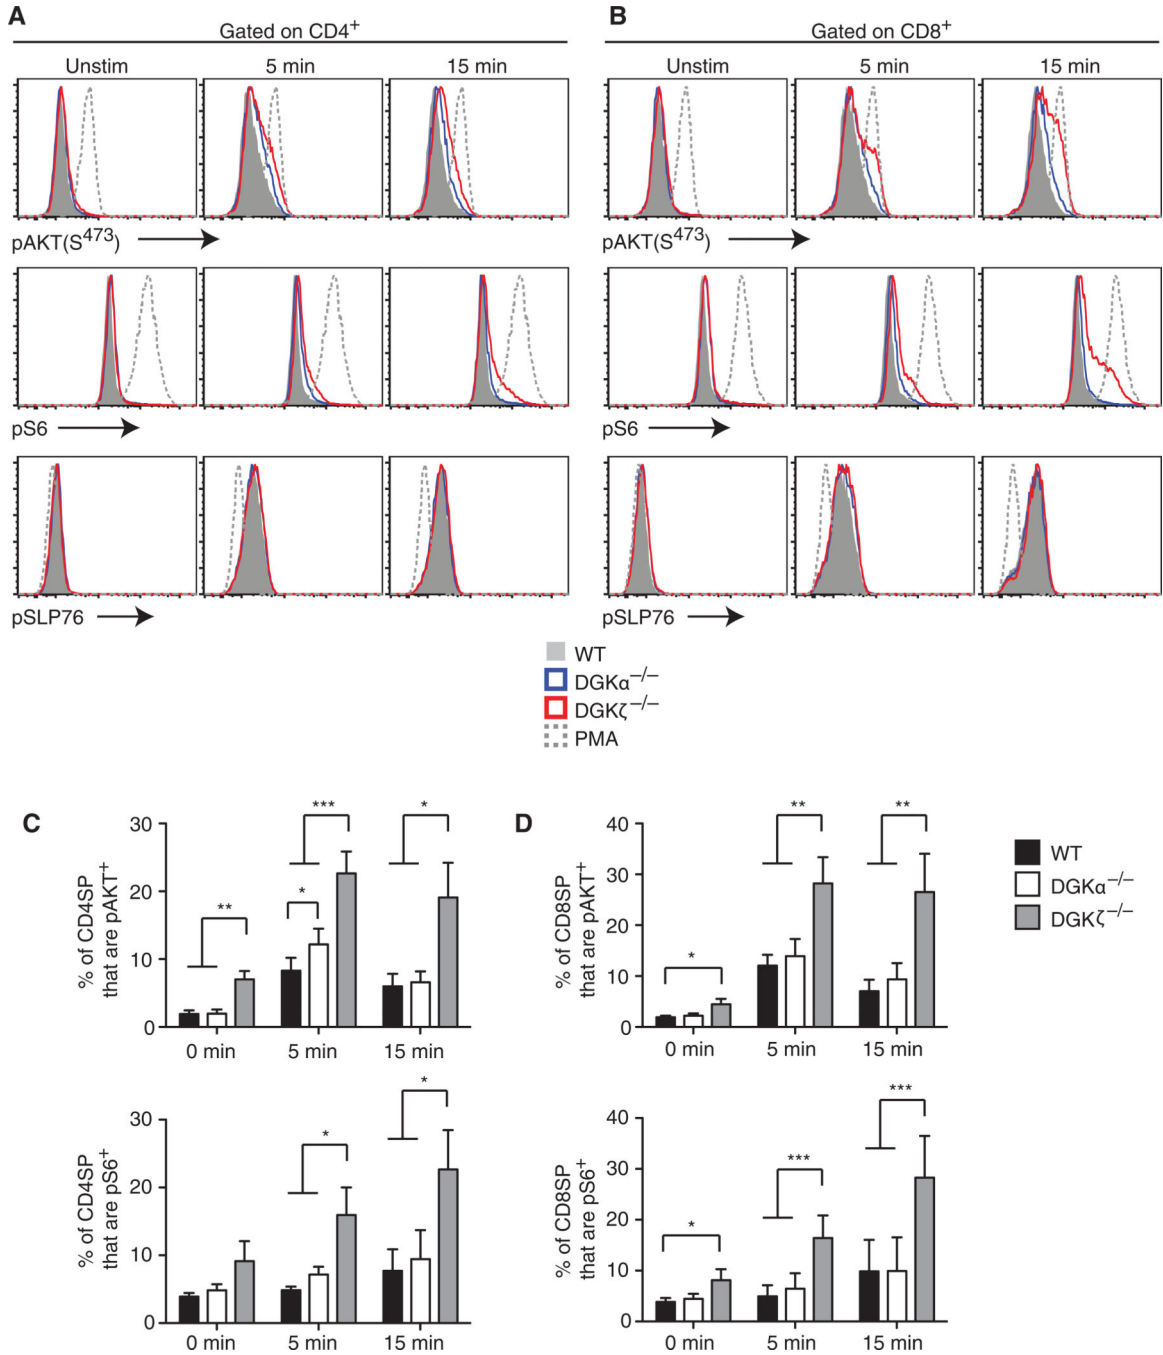 A
B
Gated on CD4⁺
Gated on CD8⁺
Unstim 5 min 15 min
Unstim 5 min 15 min
pAKT(S⁴⁷³)
pAKT(S⁴⁷³)
pS6
pS6
pSLP76
pSLP76
WT
DGKα⁻/⁻
DGKζ⁻/⁻
PMA
C
% of CD4SP
that are pAKT⁺
30
20
10
0
**
*
***
*
0 min 5 min 15 min
D
% of CD8SP
that are pAKT⁺
40
30
20
10
0
*
**
**
0 min 5 min 15 min
WT
DGKα⁻/⁻
DGKζ⁻/⁻
% of CD4SP
that are pS6⁺
30
20
10
0
*
*
0 min 5 min 15 min
% of CD8SP
that are pS6⁺
40
30
20
10
0
*
***
***
0 min 5 min 15 min